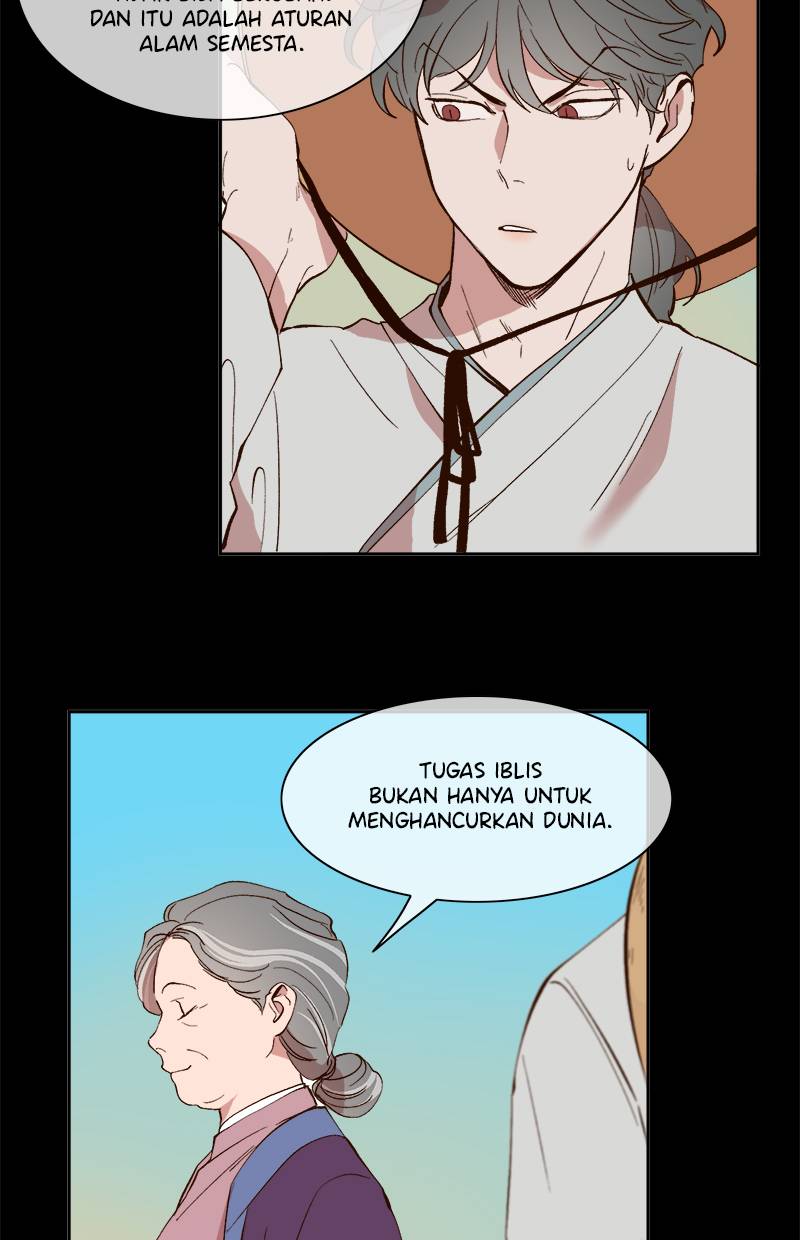 DAN ITU ADALAH ATURAN
ALAM SEMESTA.
TUGAS IBLIS
BUKAN HANYA UNTUK
MENGHANCURKAN DUNIA.